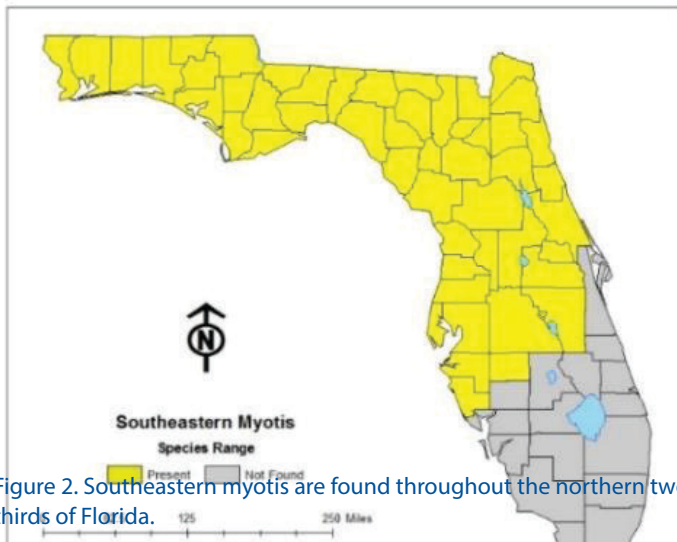 N
Southeastern Myotis
Species Range
Present Not Found
Figure 2. Southeastern myotis are found throughout the northern two
thirds of Florida.
125 250 Miles